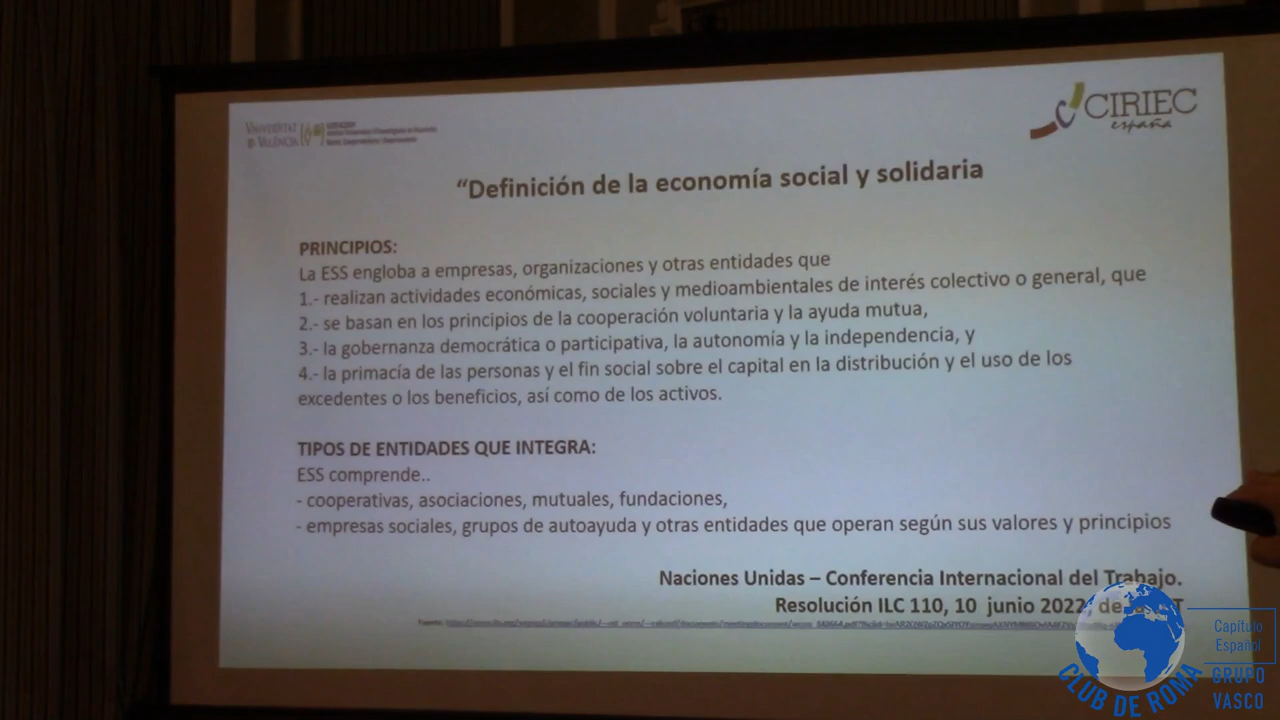 VNIVERSITAT
DE VALÈNCIA
CIRIEC
españa
“Definición de la economía social y solidaria
PRINCIPIOS:
La ESS engloba a empresas, organizaciones y otras entidades que
1.- realizan actividades económicas, sociales y medioambientales de interés colectivo o general, que
2.- se basan en los principios de la cooperación voluntaria y la ayuda mutua,
3.- la gobernanza democrática o participativa, la autonomía y la independencia, y
4.- la primacía de las personas y el fin social sobre el capital en la distribución y el uso de los
excedentes o los beneficios, así como de los activos.
TIPOS DE ENTIDADES QUE INTEGRA:
ESS comprende..
- cooperativas, asociaciones, mutuales, fundaciones,
- empresas sociales, grupos de autoayuda y otras entidades que operan según sus valores y principios
Naciones Unidas – Conferencia Internacional del Trabajo.
Resolución ILC 110, 10 junio 2022, de
Fuente:
Capítulo
Español
CLUB DE ROMA
GRUPO
VASCO